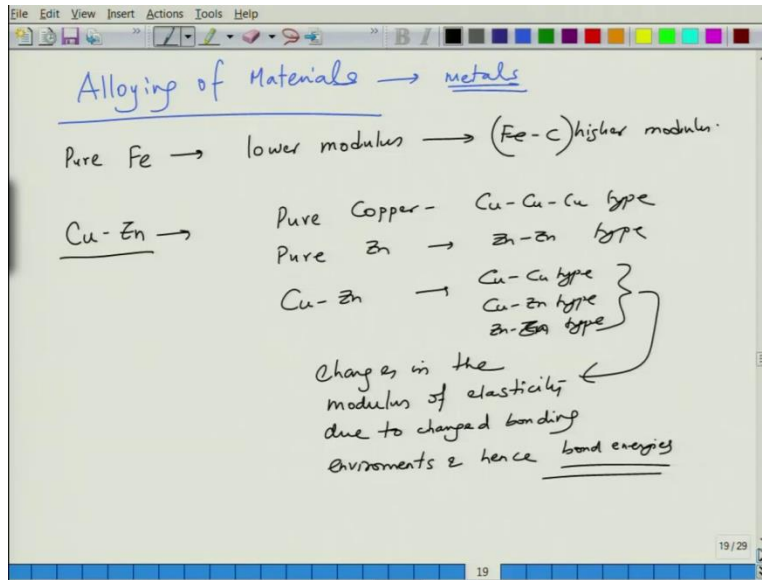 File Edit View Insert Actions Tools Help
Alloying of Materials → metals
Pure Fe → lower modulus → (Fe-C) higher modulus.
Cu-Zn → Pure Copper - Cu-Cu-Cu type
Pure Zn → Zn-Zn type
Cu-Zn → Cu-Cu type
Cu-Zn type
Zn-Zn type
Changes in the
modulus of elasticity
due to changed bonding
enviroments & hence bond energies
19/29
19